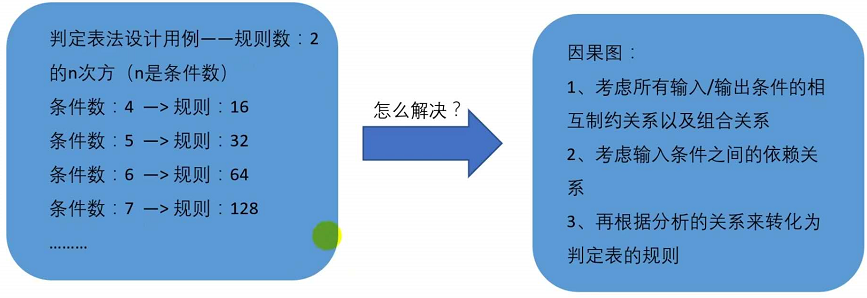 判定表法设计用例——规则数：2
的n次方（n是条件数）
条件数：4 —> 规则：16
条件数：5 —> 规则：32
条件数：6 —> 规则：64
条件数：7 —> 规则：128
………
怎么解决？
因果图：
1、考虑所有输入/输出条件的相
互制约关系以及组合关系
2、考虑输入条件之间的依赖关
系
3、再根据分析的关系来转化为
判定表的规则